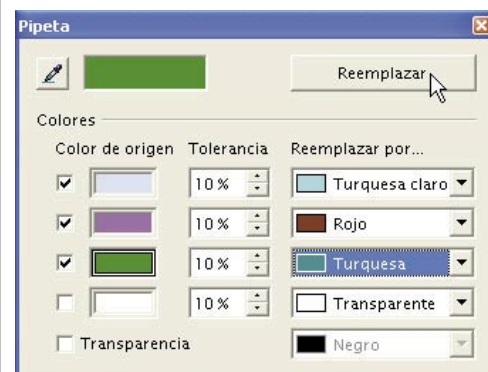 Pipeta
Reemplazar
Colores
Color de origen Tolerancia Reemplazar por...
10 % Turquesa claro
10 % Rojo
10 % Turquesa
10 % Transparente
Transparencia Negro